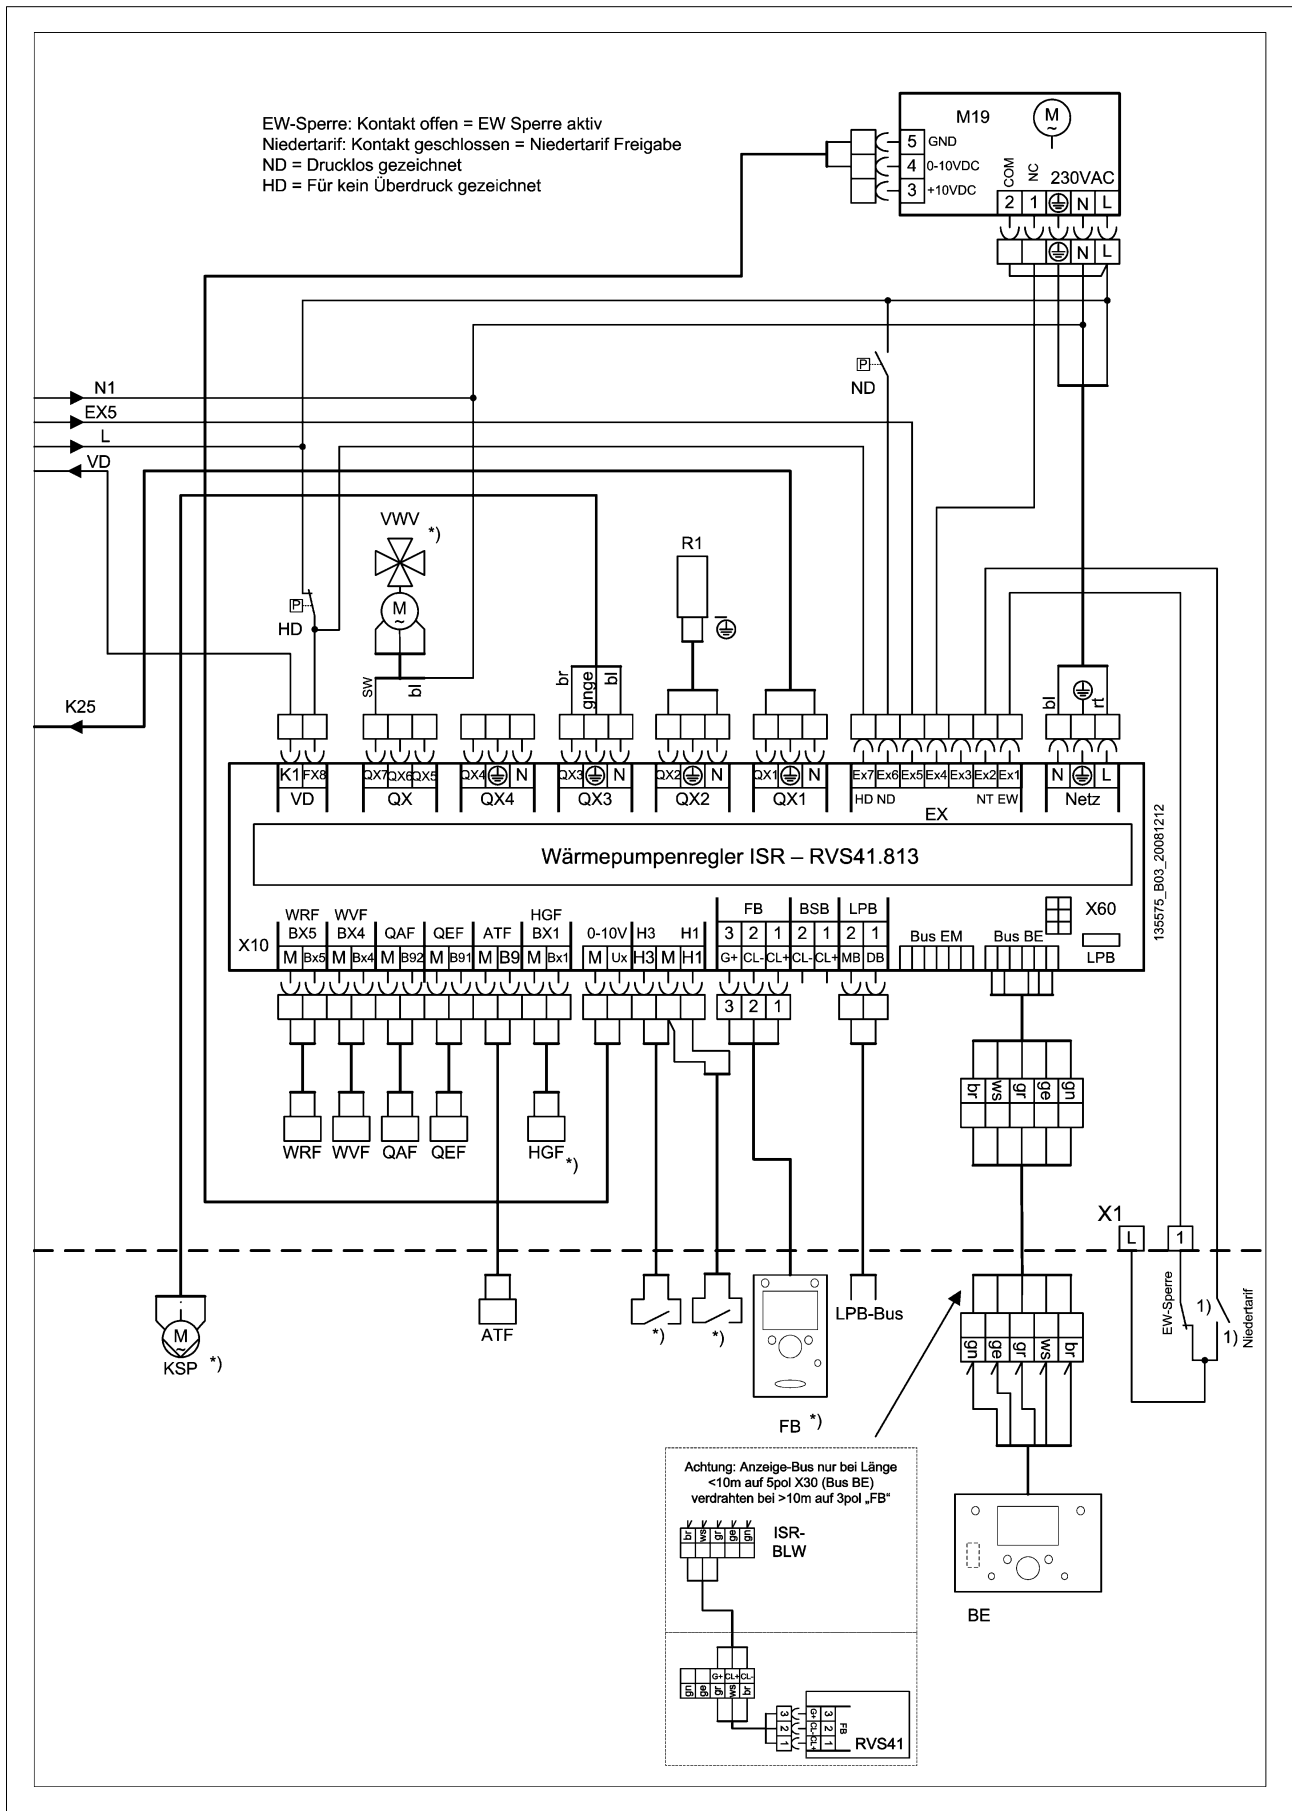 EW-Sperre: Kontakt offen = EW Sperre aktiv
Niedertarif: Kontakt geschlossen = Niedertarif Freigabe
ND = Drucklos gezeichnet
HD = Für kein Überdruck gezeichnet
M19
M
~
5 GND
4 0-10VDC
3 +10VDC
COM NC 230VAC
2 1 N L
N L
P
ND
N1
EX5
L
VD
VWV *)
M
~
R1
P
HD
K25
sw bl
br gnge bl
bl rt
K1 FX8
VD
QX7 QX6 QX5
QX
QX4 N
QX4
QX3 N
QX3
QX2 N
QX2
QX1 N
QX1
Ex7 Ex6 Ex5 Ex4 Ex3 Ex2 Ex1
HD ND NT EW
EX
N L
Netz
Wärmepumpenregler ISR – RVS41.813
135575_B03_20081212
X10
WRF WVF HGF
BX5 BX4 QAF QEF ATF BX1 0-10V H3 H1
M Bx5 M Bx4 M B92 M B91 M B9 M Bx1 M Ux H3 M H1
FB BSB LPB
3 2 1 2 1 2 1
G+ CL- CL+ CL- CL+ MB DB
Bus EM Bus BE
X60
LPB
3 2 1
br ws gr ge gn
WRF WVF QAF QEF HGF *)
X1
L 1
M
~
KSP *)
ATF
*) *)
FB *)
LPB-Bus
gn ge gr ws br
EW-Sperre 1) 1) Niedertarif
BE
Achtung: Anzeige-Bus nur bei Länge
<10m auf 5pol X30 (Bus BE)
verdrahten bei >10m auf 3pol „FB“
br ws gr ge gn
ISR-
BLW
G+ CL+ CL-
gn ge gr ws br
3 2 1
G+ CL- CL+
3 2 1
FB
RVS41